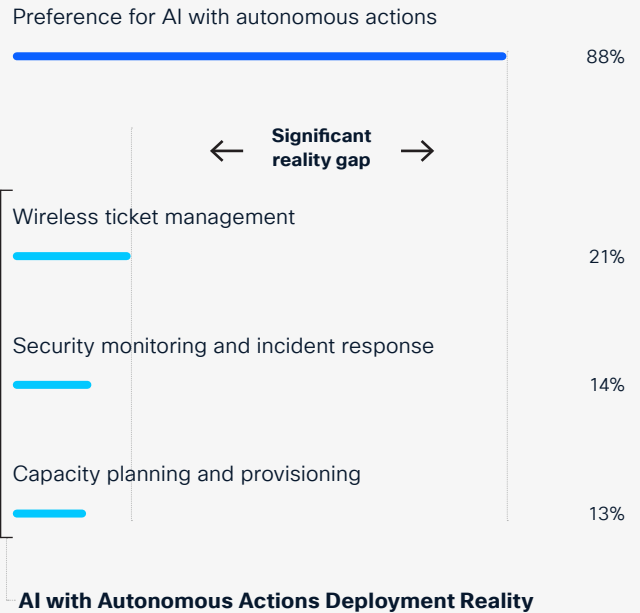 Preference for AI with autonomous actions
88%
Significant
reality gap
Wireless ticket management
21%
Security monitoring and incident response
14%
Capacity planning and provisioning
13%
AI with Autonomous Actions Deployment Reality